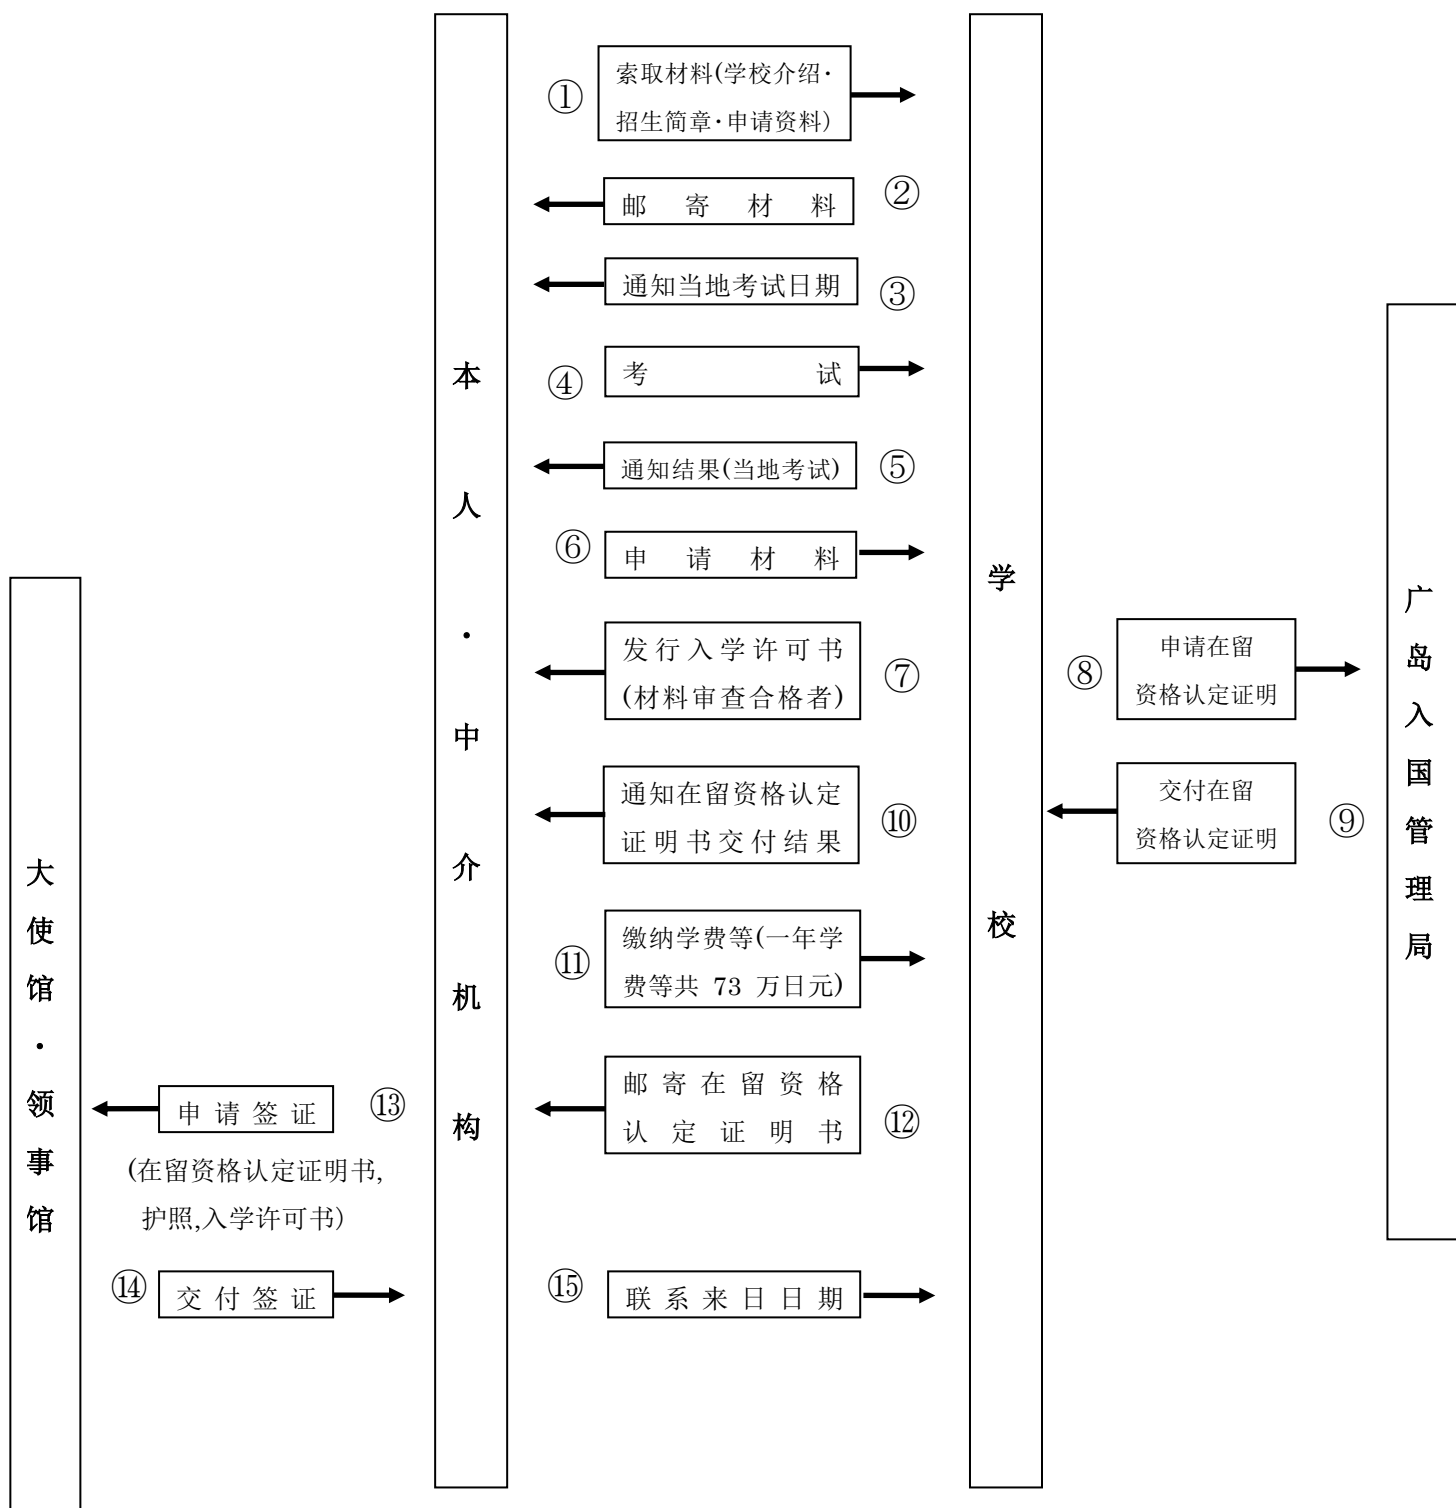 ①
索取材料(学校介绍·
招生简章·申请资料)
②
邮寄材料
通知当地考试日期
③
④
考试
通知结果(当地考试)
⑤
⑥
申请材料
发行入学许可书
(材料审查合格者)
⑦
⑧
申请在留
资格认定证明
交付在留
资格认定证明
⑨
通知在留资格认定
证明书交付结果
⑩
⑪
缴纳学费等(一年学
费等共 73 万日元)
邮寄在留资格
认定证明书
⑫
申请签证
⑬
(在留资格认定证明书,
护照,入学许可书)
⑭
交付签证
⑮
联系来日日期
大使馆·领事馆
本人·中介机构
学校
广岛入国管理局